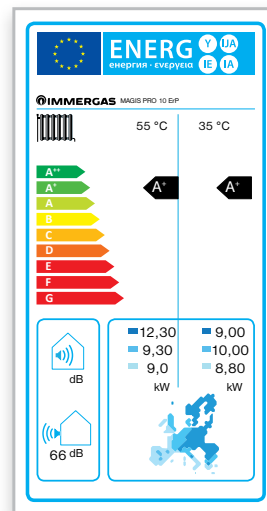 ENERG Y IJA
енергия · ενεργεια IE IA
IMMERGAS MAGIS PRO 10 ErP
55 °C 35 °C
A++
A+ A+ A+
A
B
C
D
E
F
G
12,30 9,00
9,30 10,00
dB 9,0 8,80
kW kW
66 dB